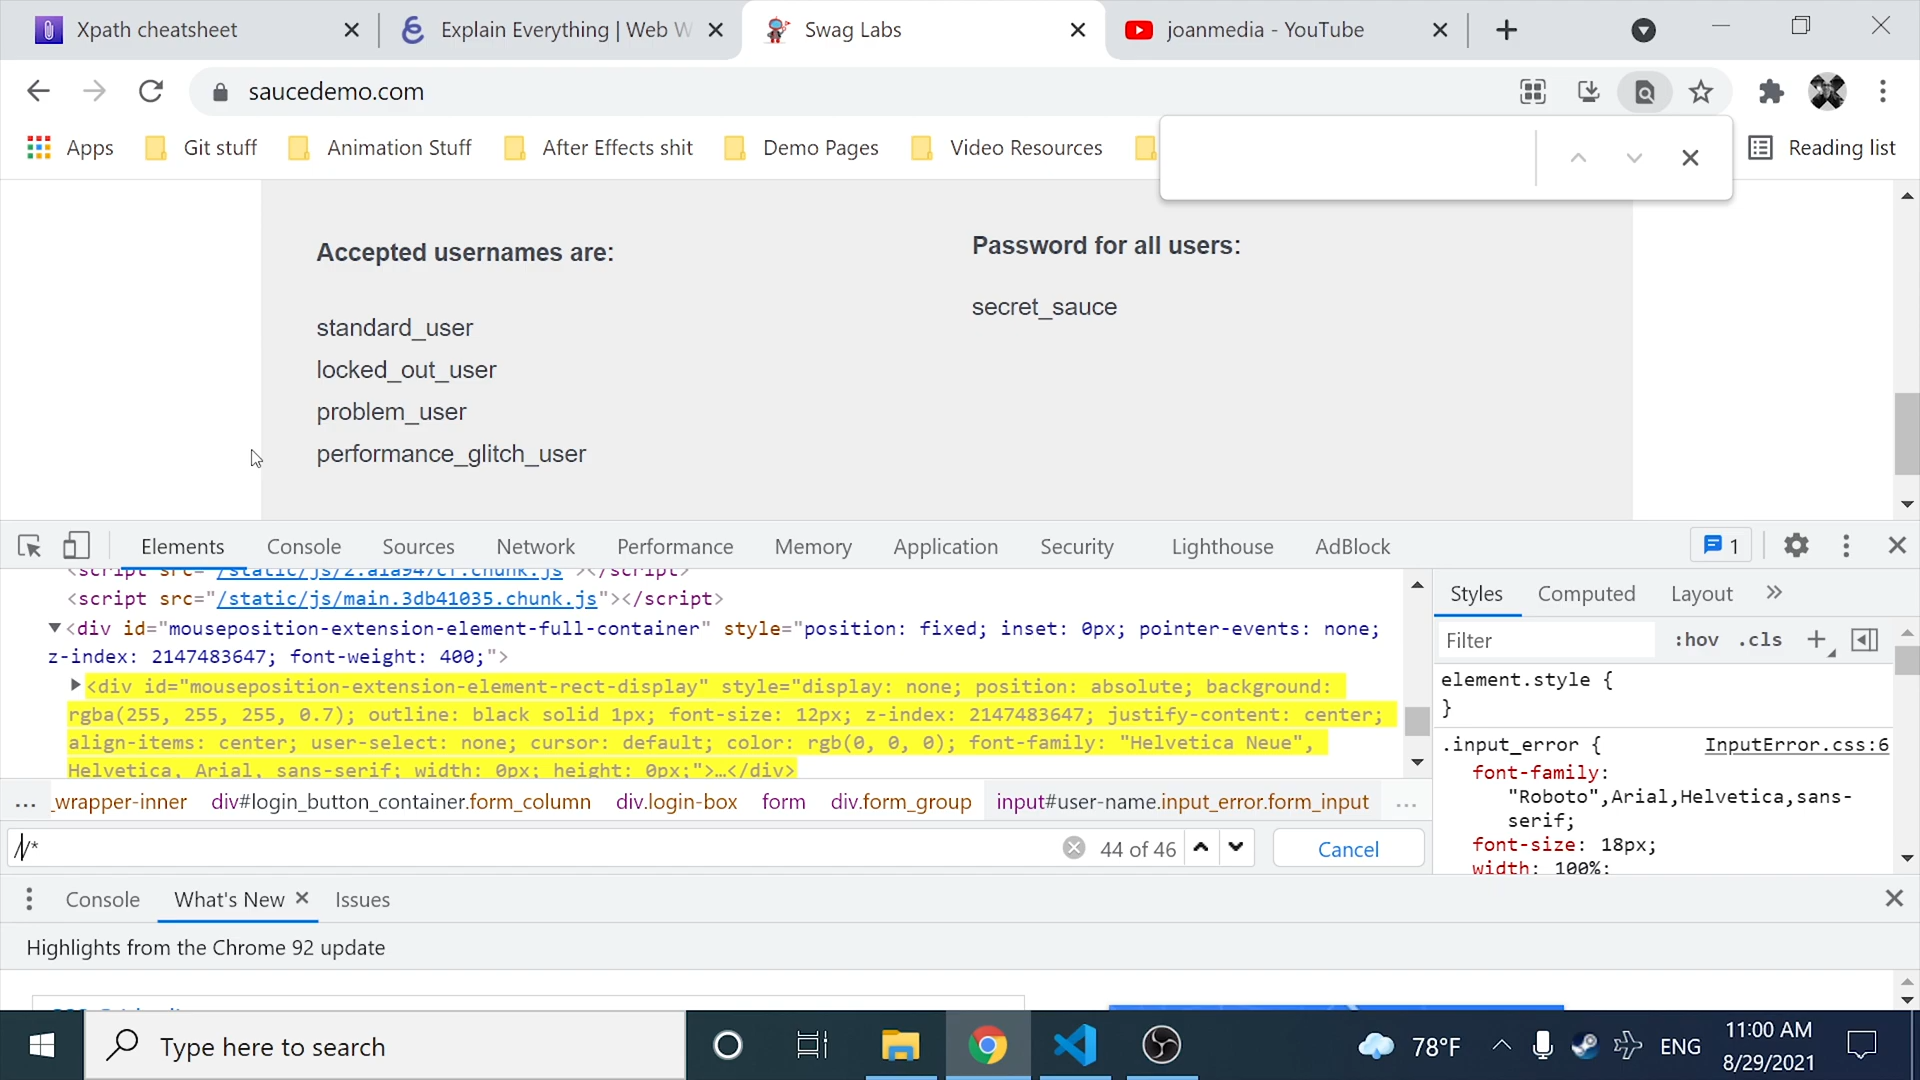 Xpath cheatsheet
Explain Everything | Web W
Swag Labs
joanmedia - YouTube
saucedemo.com
Apps
Git stuff
Animation Stuff
After Effects shit
Demo Pages
Video Resources
Reading list
Accepted usernames are:
standard_user
locked_out_user
problem_user
performance_glitch_user
Password for all users:
secret_sauce
Elements
Console
Sources
Network
Performance
Memory
Application
Security
Lighthouse
AdBlock
1
<script src="/static/js/2.a1a947cf.chunk.js"></script>
<script src="/static/js/main.3db41035.chunk.js"></script>
<div id="mouseposition-extension-element-full-container" style="position: fixed; inset: 0px; pointer-events: none;
z-index: 2147483647; font-weight: 400;">
<div id="mouseposition-extension-element-rect-display" style="display: none; position: absolute; background:
rgba(255, 255, 255, 0.7); outline: black solid 1px; font-size: 12px; z-index: 2147483647; justify-content: center;
align-items: center; user-select: none; cursor: default; color: rgb(0, 0, 0); font-family: "Helvetica Neue",
Helvetica, Arial, sans-serif; width: 0px; height: 0px;">…</div>
... _wrapper-inner div#login_button_container.form_column div.login-box form div.form_group input#user-name.input_error.form_input ...
//*
44 of 46
Cancel
Styles
Computed
Layout
Filter
:hov
.cls
element.style {
}
.input_error {
InputError.css:6
font-family:
"Roboto",Arial,Helvetica,sans-
serif;
font-size: 18px;
width: 100%;
Console
What's New
Issues
Highlights from the Chrome 92 update
Type here to search
78°F
ENG
11:00 AM
8/29/2021